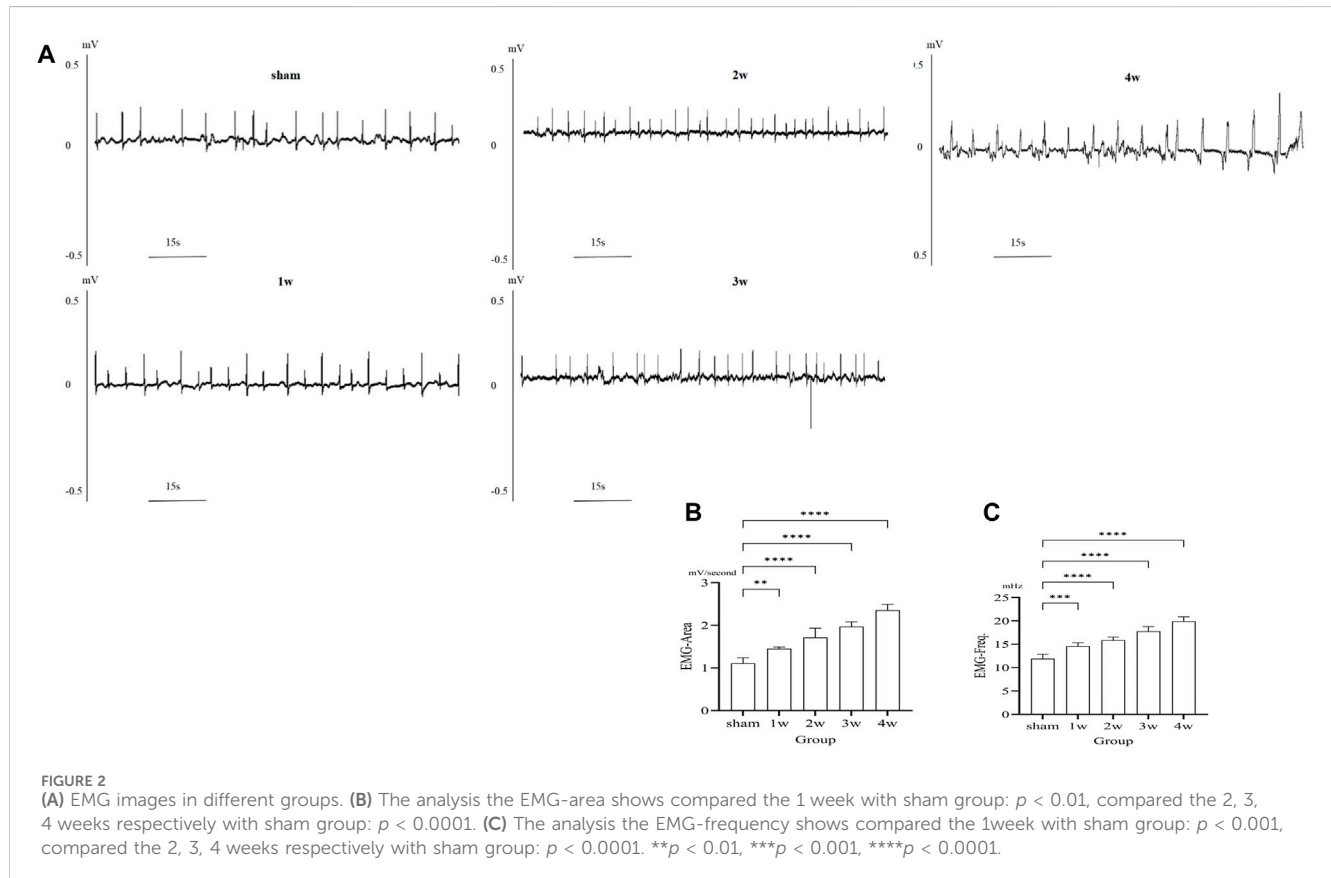 A
mV
0.5
sham
0
-0.5
15s
mV
0.5
2w
0
-0.5
15s
mV
.5
4w
0
0.5
15s
mV
1w
0.5
0
-0.5
15s
mV
3w
0.5
0
-0.5
15s
B
****
****
****
**
mV/second
3
2
1
0
EMG-Area
sham 1w 2w 3w 4w
Group
C
****
****
****
***
mHz
25
20
15
10
5
0
EMG-Freq.
sham 1w 2w 3w 4w
Group
FIGURE 2
(A) EMG images in different groups. (B) The analysis the EMG-area shows compared the 1 week with sham group: p < 0.01, compared the 2, 3,
4 weeks respectively with sham group: p < 0.0001. (C) The analysis the EMG-frequency shows compared the 1week with sham group: p < 0.001,
compared the 2, 3, 4 weeks respectively with sham group: p < 0.0001. **p < 0.01, ***p < 0.001, ****p < 0.0001.